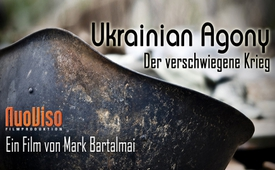 Ukrainian Agony
Der verschwiegene Krieg
NuoViso
FILMPRODUKTION
Ein Film von Mark Bartalmai